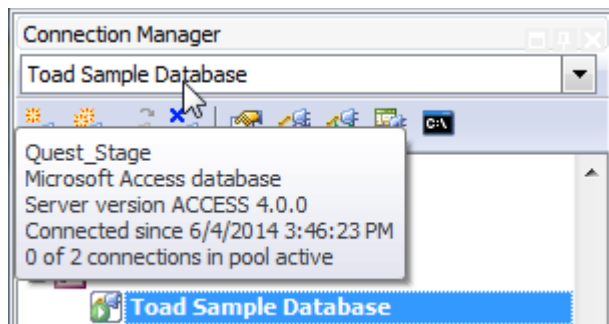 Connection Manager
Toad Sample Database
C:\
Quest_Stage
Microsoft Access database
Server version ACCESS 4.0.0
Connected since 6/4/2014 3:46:23 PM
0 of 2 connections in pool active
Toad Sample Database